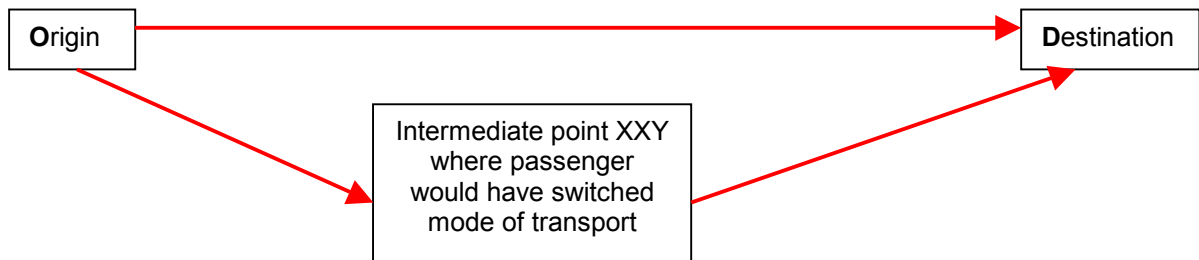 Origin
Destination
Intermediate point XXY
where passenger
would have switched
mode of transport